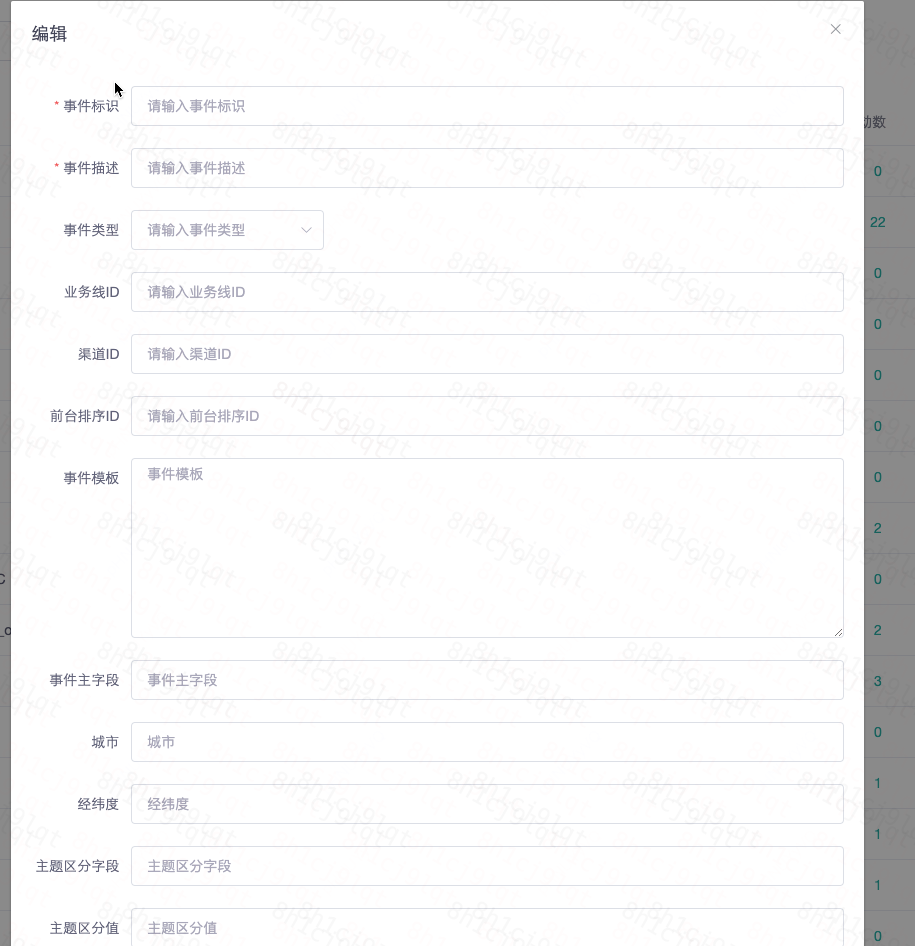 编辑
动数
* 事件标识 请输入事件标识
* 事件描述 请输入事件描述
0
事件类型 请输入事件类型
22
业务线ID 请输入业务线ID
0
0
渠道ID 请输入渠道ID
0
前台排序ID 请输入前台排序ID
0
事件模板 事件模板
0
2
C
0
_a
2
事件主字段 事件主字段
3
城市 城市
0
1
经纬度 经纬度
1
主题区分字段 主题区分字段
1
主题区分值 主题区分值
0